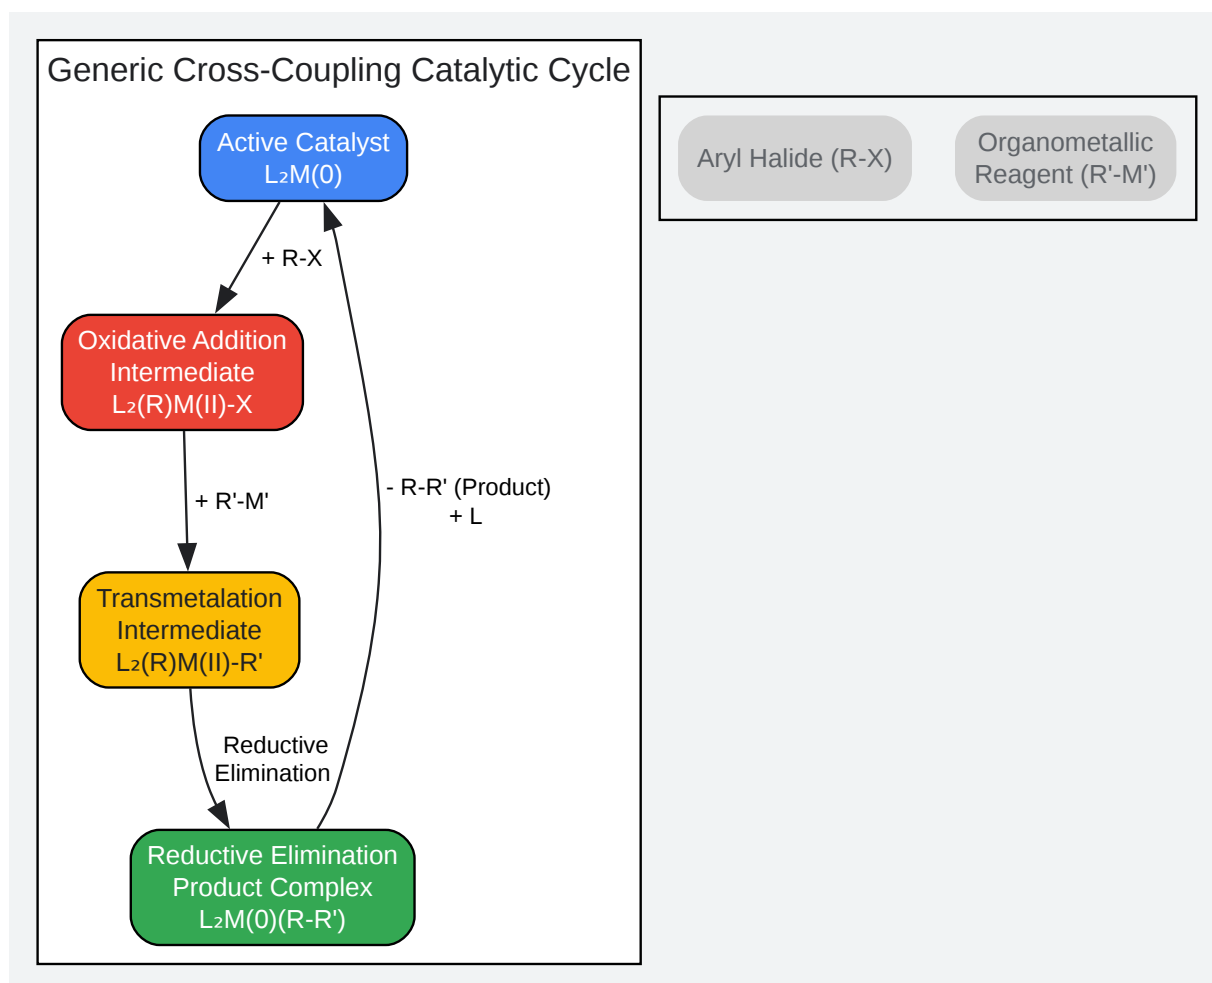 Generic Cross-Coupling Catalytic Cycle
Active Catalyst
L₂M(0)
+ R-X
Oxidative Addition
Intermediate
L₂(R)M(II)-X
+ R'-M'
Transmetalation
Intermediate
L₂(R)M(II)-R'
Reductive
Elimination
Reductive Elimination
Product Complex
L₂M(0)(R-R')
- R-R' (Product)
+ L
Aryl Halide (R-X)
Organometallic
Reagent (R'-M')